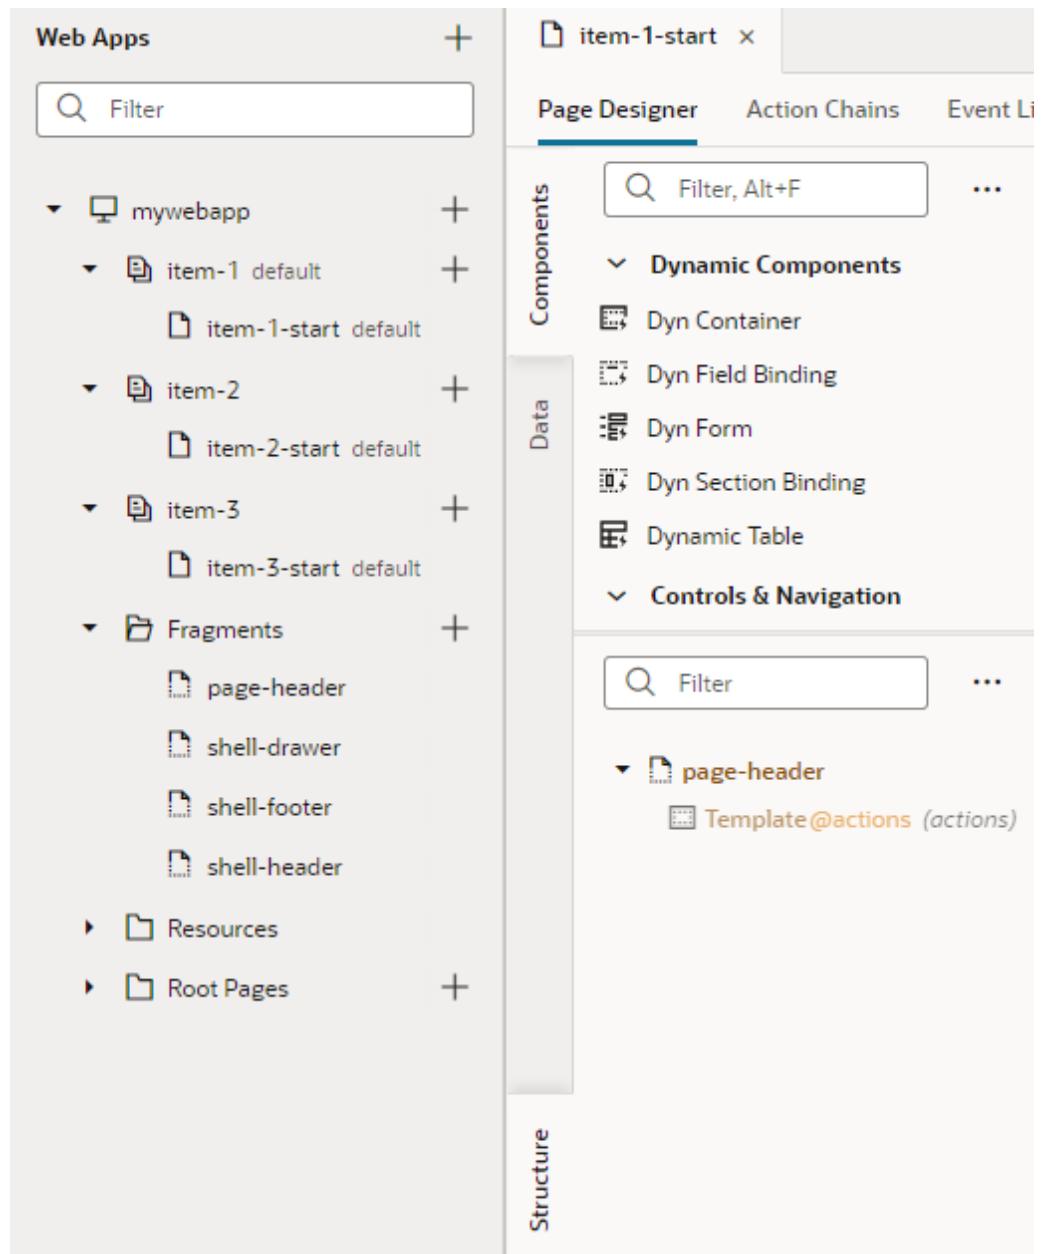 Web Apps
Filter
mywebapp
item-1 default
item-1-start default
item-2
item-2-start default
item-3
item-3-start default
Fragments
page-header
shell-drawer
shell-footer
shell-header
Resources
Root Pages
item-1-start ×
Page Designer Action Chains Event Li
Components
Data
Structure
Filter, Alt+F
Dynamic Components
Dyn Container
Dyn Field Binding
Dyn Form
Dyn Section Binding
Dynamic Table
Controls & Navigation
Filter
page-header
Template@actions (actions)